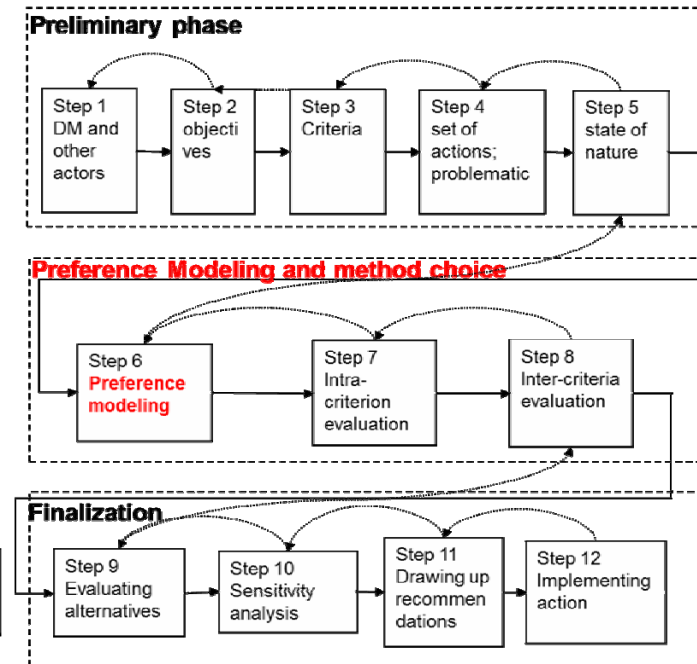 Preliminary phase
Step 1
DM and
other
actors
Step 2
objecti
ves
Step 3
Criteria
Step 4
set of
actions;
problematic
Step 5
state of
nature
Preference Modeling and method choice
Step 6
Preference
modeling
Step 7
Intra-
criterion
evaluation
Step 8
Inter-criteria
evaluation
Finalization
Step 9
Evaluating
alternatives
Step 10
Sensitivity
analysis
Step 11
Drawing up
recommen
dations
Step 12
Implementing
action